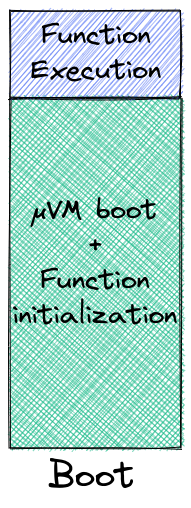 Function
Execution
μVM boot
+
Function
initialization
Boot